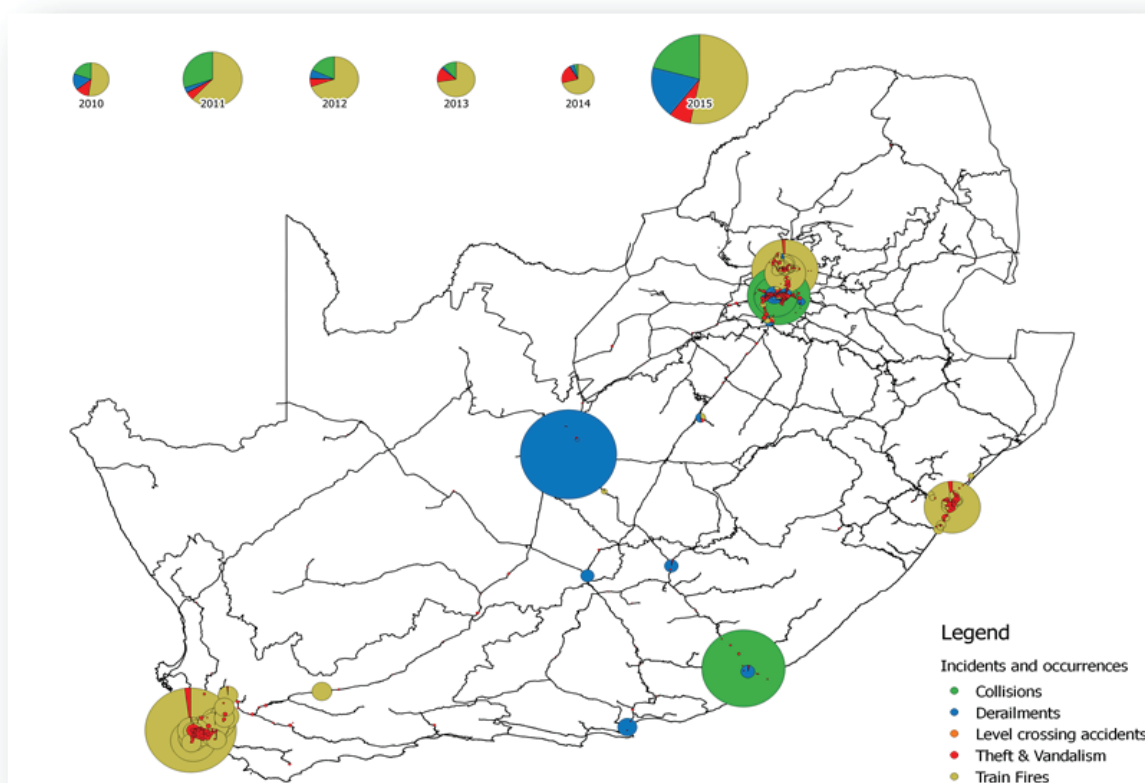 2010
2011
2012
2013
2014
2015
Legend
Incidents and occurrences
Collisions
Derailments
Level crossing accidents
Theft & Vandalism
Train Fires